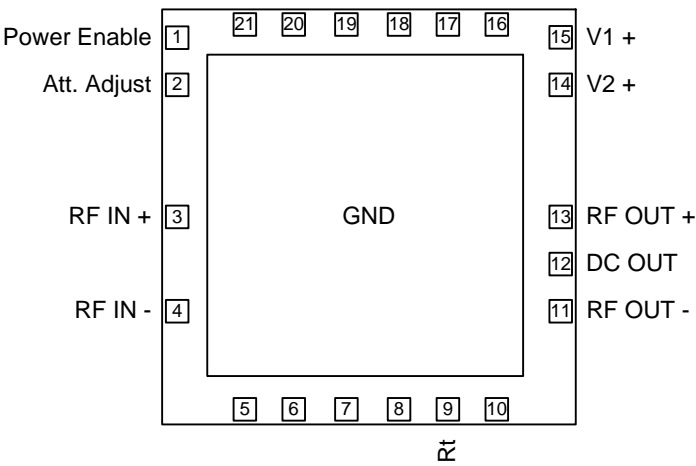 21 20 19 18 17 16
Power Enable 1
15 V1 +
Att. Adjust 2
14 V2 +
RF IN + 3
GND
13 RF OUT +
12 DC OUT
RF IN - 4
11 RF OUT -
5 6 7 8 9 10
Rt